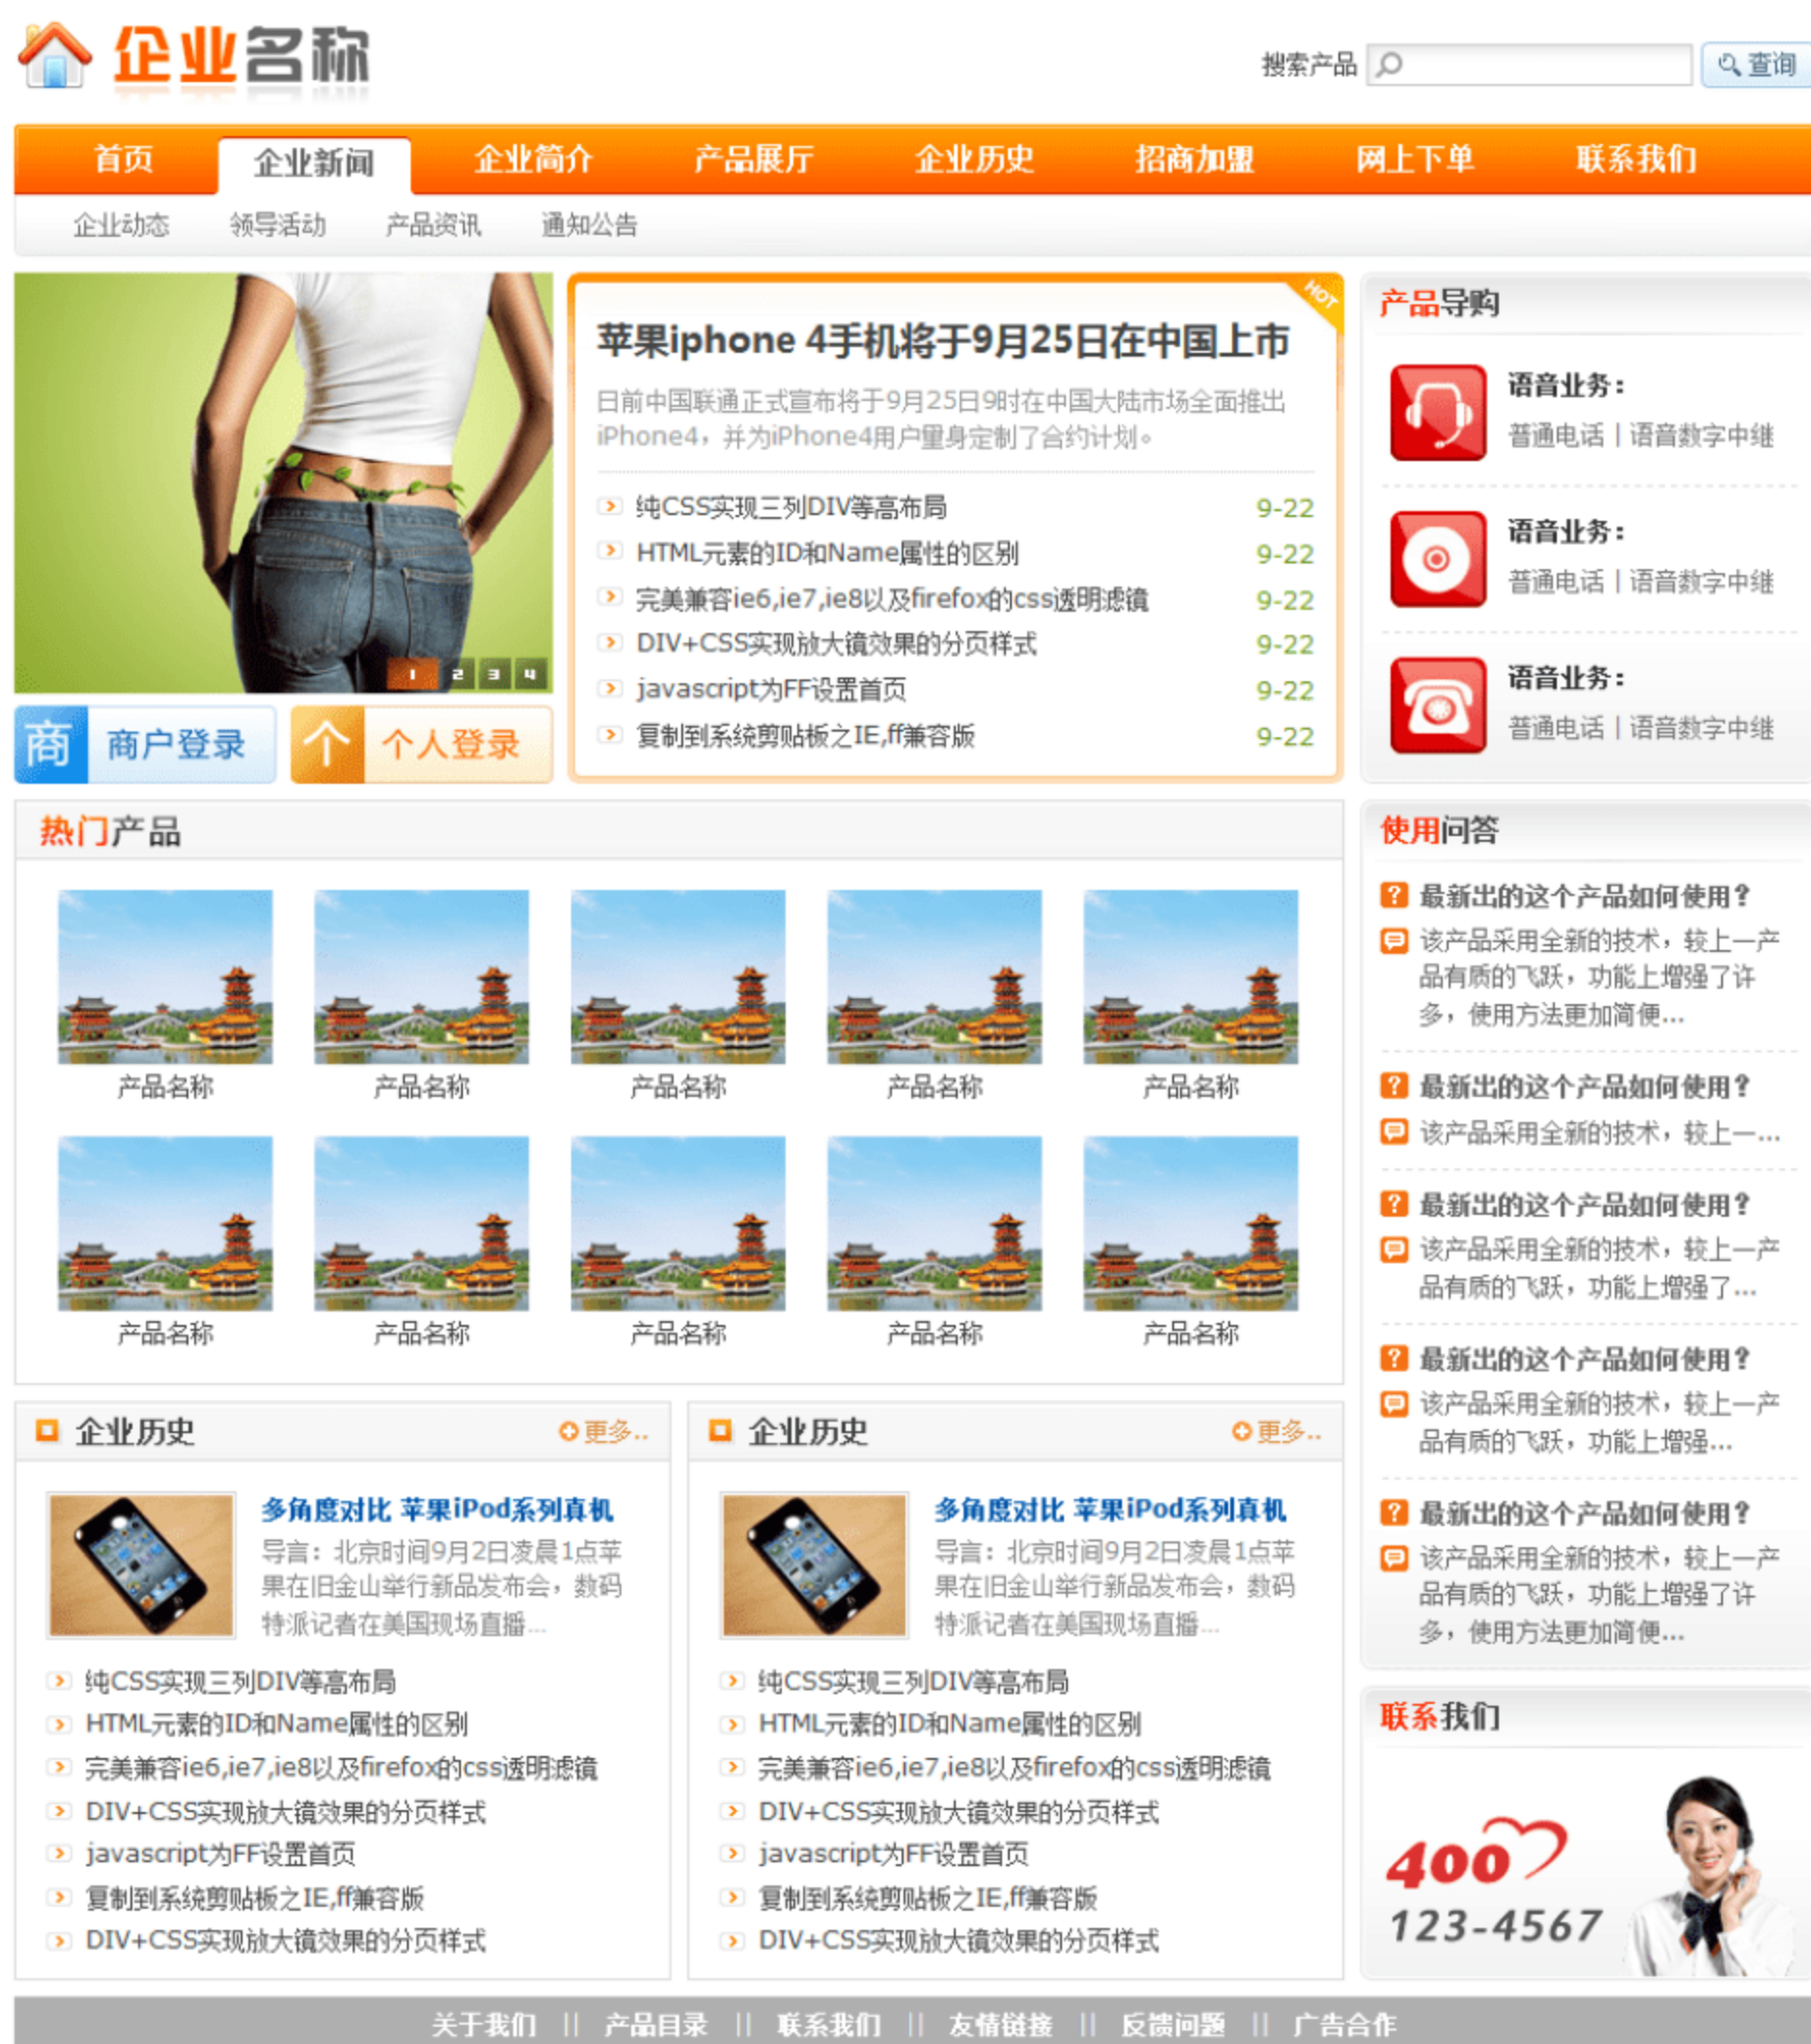 企业名称
搜索产品 查询
首页 企业新闻 企业简介 产品展厅 企业历史 招商加盟 网上下单 联系我们
企业动态 领导活动 产品资讯 通知公告
1 2 3 4
商 商户登录 个 个人登录
HOT
苹果iphone 4手机将于9月25日在中国上市
日前中国联通正式宣布将于9月25日9时在中国大陆市场全面推出
iPhone4，并为iPhone4用户量身定制了合约计划。
纯CSS实现三列DIV等高布局 9-22
HTML元素的ID和Name属性的区别 9-22
完美兼容ie6,ie7,ie8以及firefox的css透明滤镜 9-22
DIV+CSS实现放大镜效果的分页样式 9-22
javascript为FF设置首页 9-22
复制到系统剪贴板之IE,ff兼容版 9-22
产品导购
语音业务：
普通电话丨语音数字中继
语音业务：
普通电话丨语音数字中继
语音业务：
普通电话丨语音数字中继
热门产品
产品名称 产品名称 产品名称 产品名称 产品名称
产品名称 产品名称 产品名称 产品名称 产品名称
使用问答
最新出的这个产品如何使用？
该产品采用全新的技术，较上一产
品有质的飞跃，功能上增强了许
多，使用方法更加简便...
最新出的这个产品如何使用？
该产品采用全新的技术，较上一...
最新出的这个产品如何使用？
该产品采用全新的技术，较上一产
品有质的飞跃，功能上增强了...
最新出的这个产品如何使用？
该产品采用全新的技术，较上一产
品有质的飞跃，功能上增强...
最新出的这个产品如何使用？
该产品采用全新的技术，较上一产
品有质的飞跃，功能上增强了许
多，使用方法更加简便...
企业历史 更多..
多角度对比 苹果iPod系列真机
导言：北京时间9月2日凌晨1点苹
果在旧金山举行新品发布会，数码
特派记者在美国现场直播...
纯CSS实现三列DIV等高布局
HTML元素的ID和Name属性的区别
完美兼容ie6,ie7,ie8以及firefox的css透明滤镜
DIV+CSS实现放大镜效果的分页样式
javascript为FF设置首页
复制到系统剪贴板之IE,ff兼容版
DIV+CSS实现放大镜效果的分页样式
企业历史 更多..
多角度对比 苹果iPod系列真机
导言：北京时间9月2日凌晨1点苹
果在旧金山举行新品发布会，数码
特派记者在美国现场直播...
纯CSS实现三列DIV等高布局
HTML元素的ID和Name属性的区别
完美兼容ie6,ie7,ie8以及firefox的css透明滤镜
DIV+CSS实现放大镜效果的分页样式
javascript为FF设置首页
复制到系统剪贴板之IE,ff兼容版
DIV+CSS实现放大镜效果的分页样式
联系我们
400
123-4567
关于我们 || 产品目录 || 联系我们 || 友情链接 || 反馈问题 || 广告合作